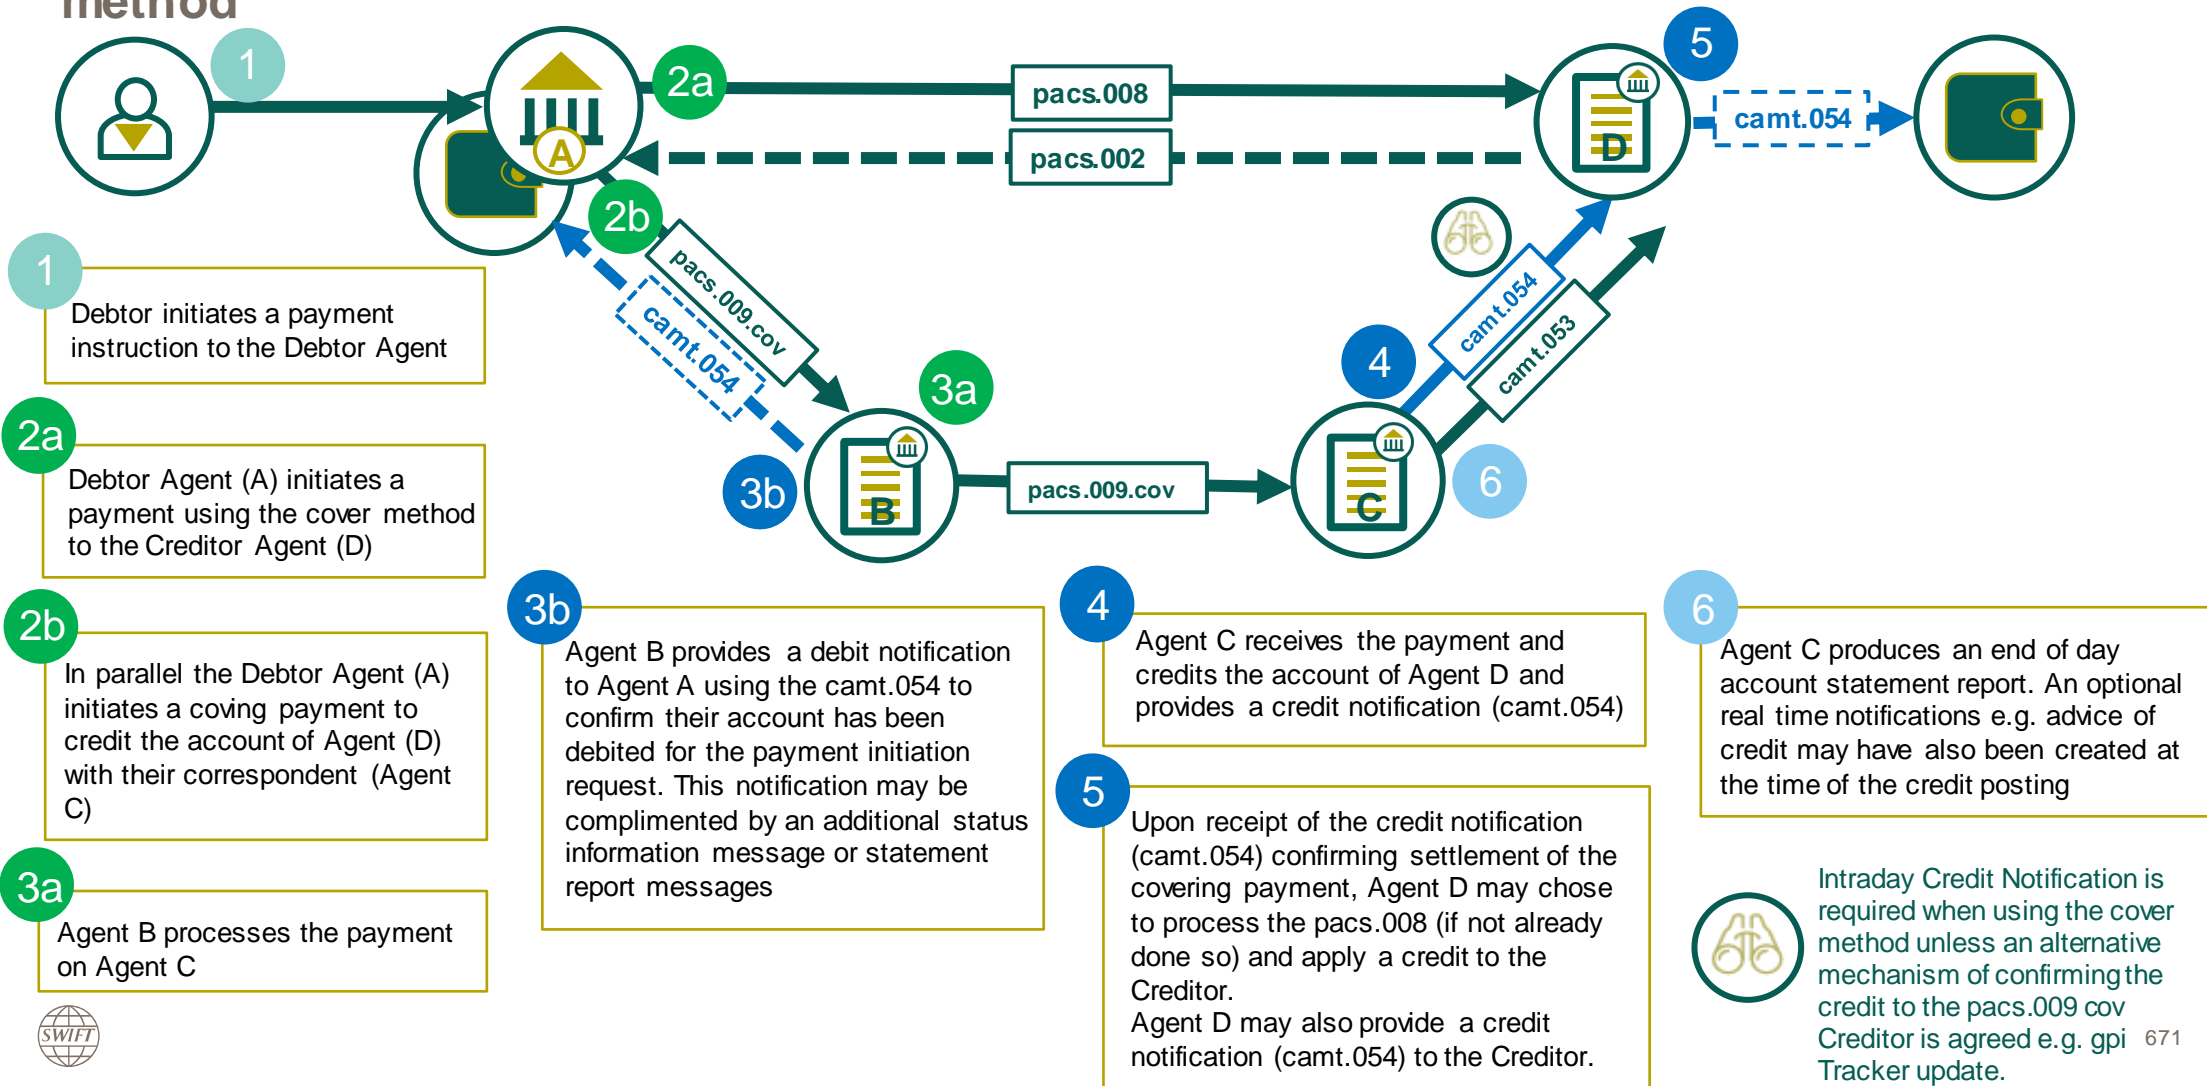 method
1
2a
pacs.008
5
camt.054
A
pacs.002
D
2b
pacs.009.cov
camt.054
camt.054
camt.053
4
3a
3b
B
pacs.009.cov
C
6
1
Debtor initiates a payment
instruction to the Debtor Agent
2a
Debtor Agent (A) initiates a
payment using the cover method
to the Creditor Agent (D)
2b
In parallel the Debtor Agent (A)
initiates a coving payment to
credit the account of Agent (D)
with their correspondent (Agent
C)
3a
Agent B processes the payment
on Agent C
3b
Agent B provides a debit notification
to Agent A using the camt.054 to
confirm their account has been
debited for the payment initiation
request. This notification may be
complimented by an additional status
information message or statement
report messages
4
Agent C receives the payment and
credits the account of Agent D and
provides a credit notification (camt.054)
5
Upon receipt of the credit notification
(camt.054) confirming settlement of the
covering payment, Agent D may chose
to process the pacs.008 (if not already
done so) and apply a credit to the
Creditor.
Agent D may also provide a credit
notification (camt.054) to the Creditor.
6
Agent C produces an end of day
account statement report. An optional
real time notifications e.g. advice of
credit may have also been created at
the time of the credit posting
Intraday Credit Notification is
required when using the cover
method unless an alternative
mechanism of confirming the
credit to the pacs.009 cov
Creditor is agreed e.g. gpi
Tracker update.
671
SWIFT